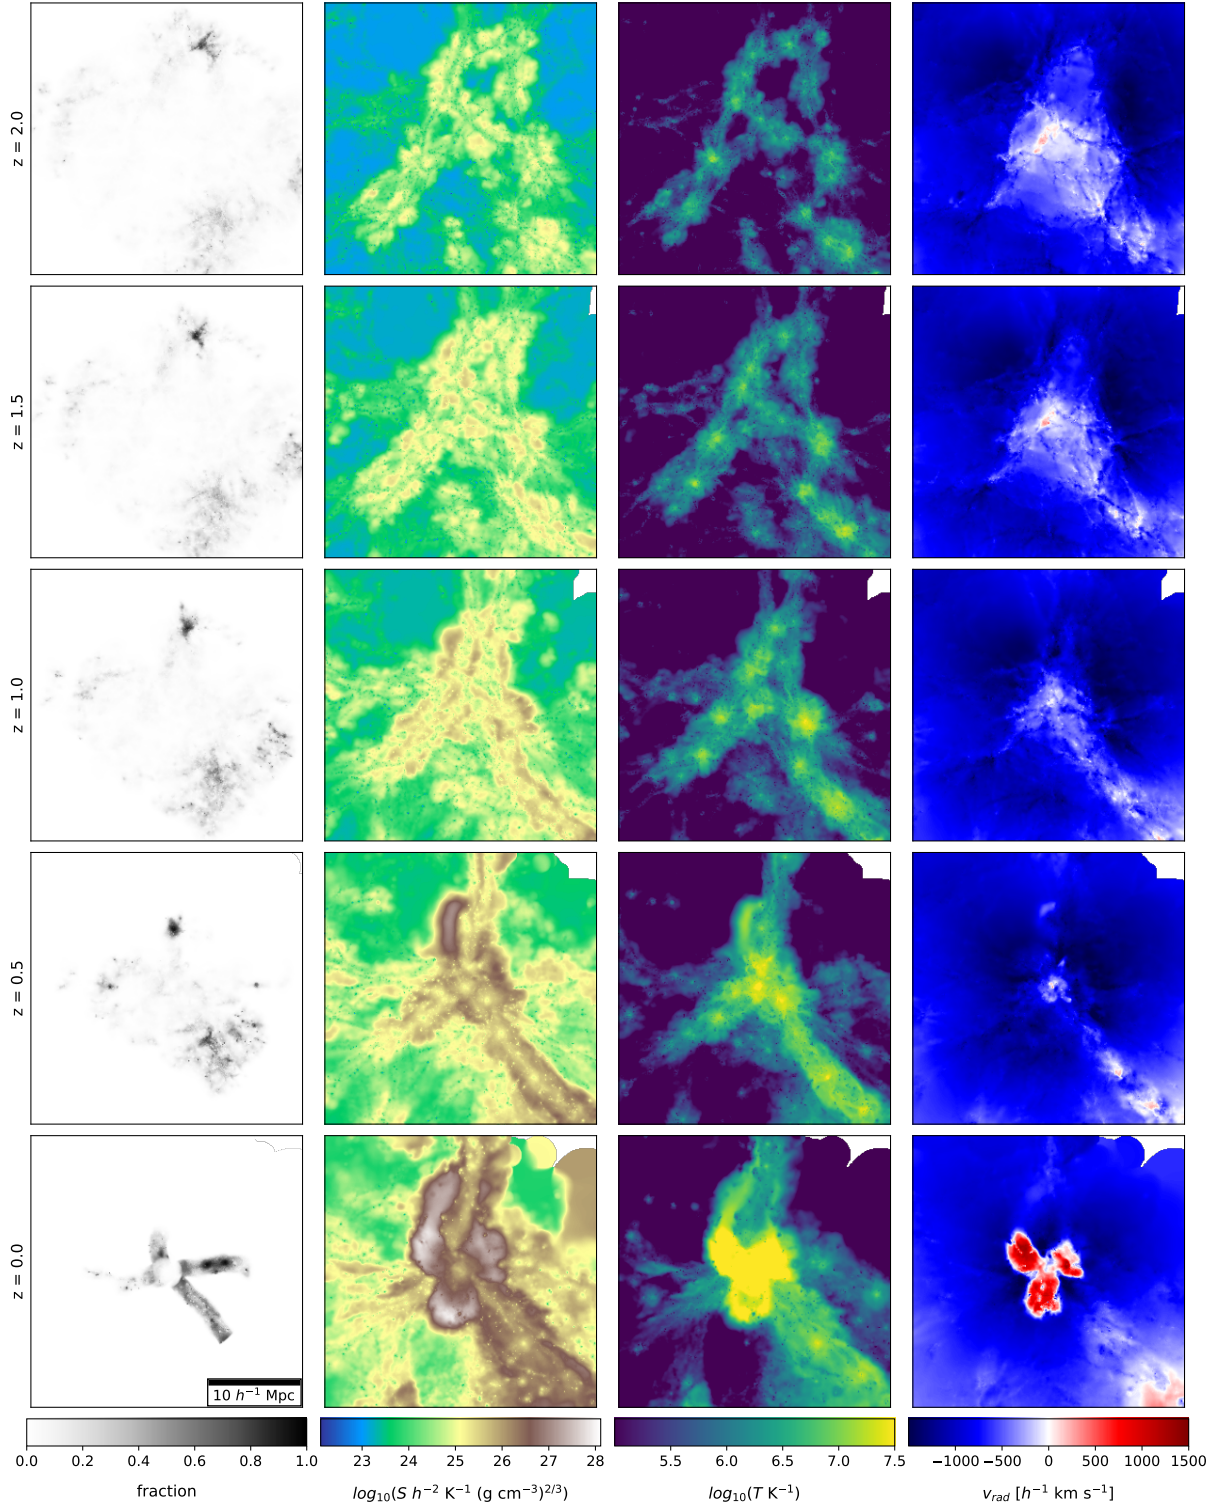 z = 2.0
z = 1.5
z = 1.0
z = 0.5
z = 0.0
10 h⁻¹ Mpc
0.0 0.2 0.4 0.6 0.8 1.0
fraction
23 24 25 26 27 28
log₁₀(S h⁻² K⁻¹ (g cm⁻³)²ᐟ³)
5.5 6.0 6.5 7.0 7.5
log₁₀(T K⁻¹)
−1000 −500 0 500 1000 1500
v_rad [h⁻¹ km s⁻¹]